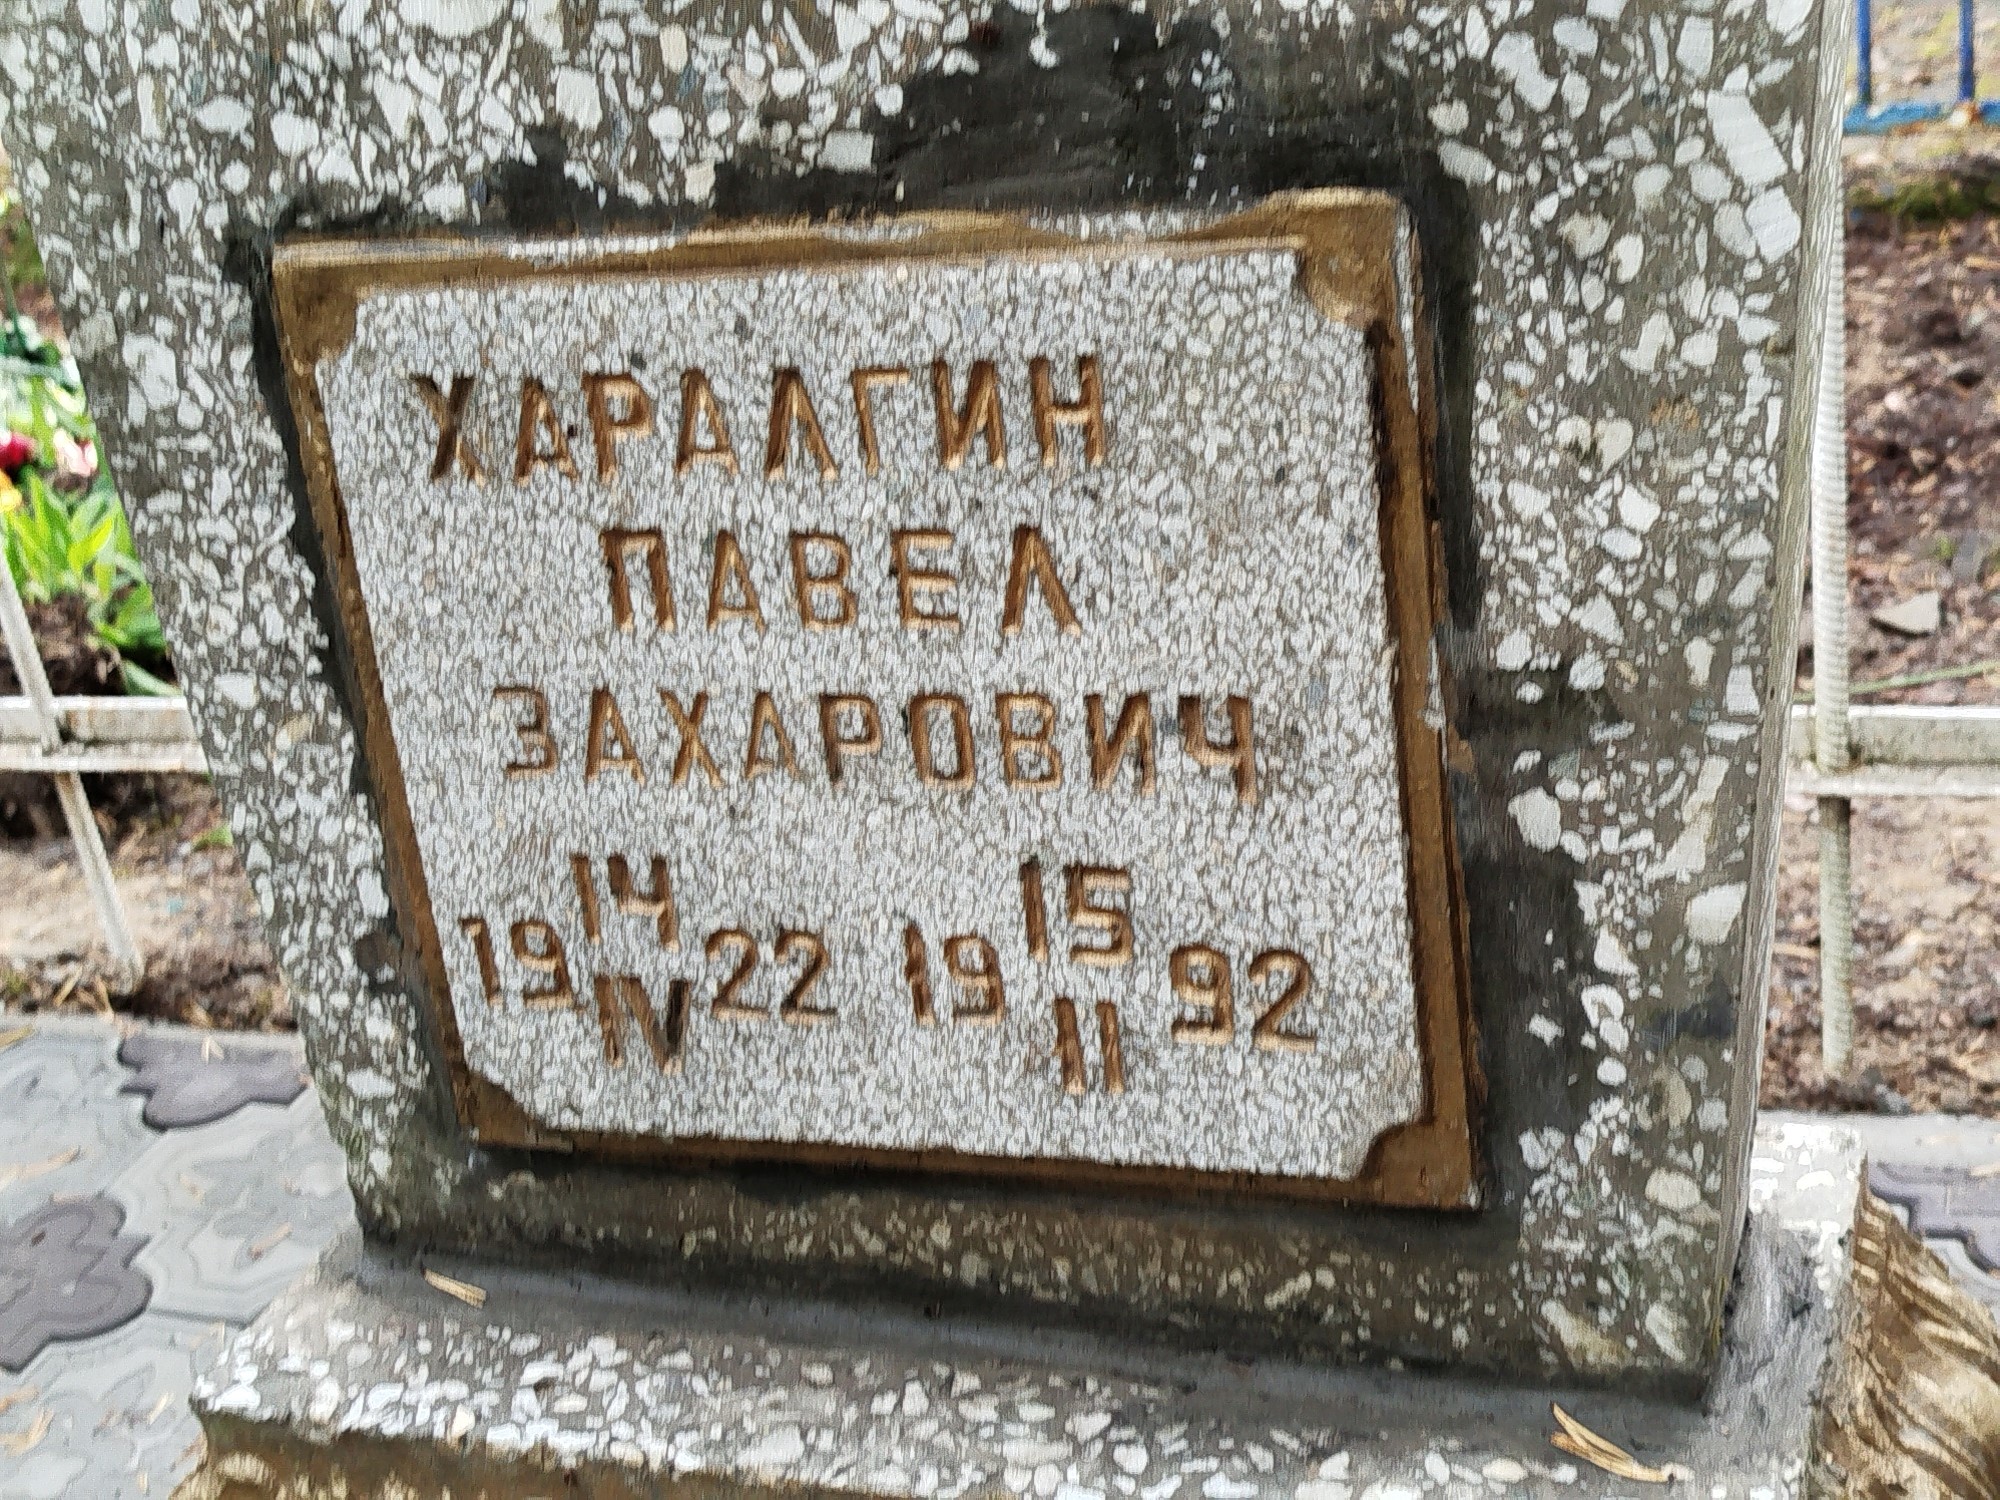 ХАРАЛГИН
ПАВЕЛ
ЗАХАРОВИЧ
19 14 IV 22 19 15 II 92